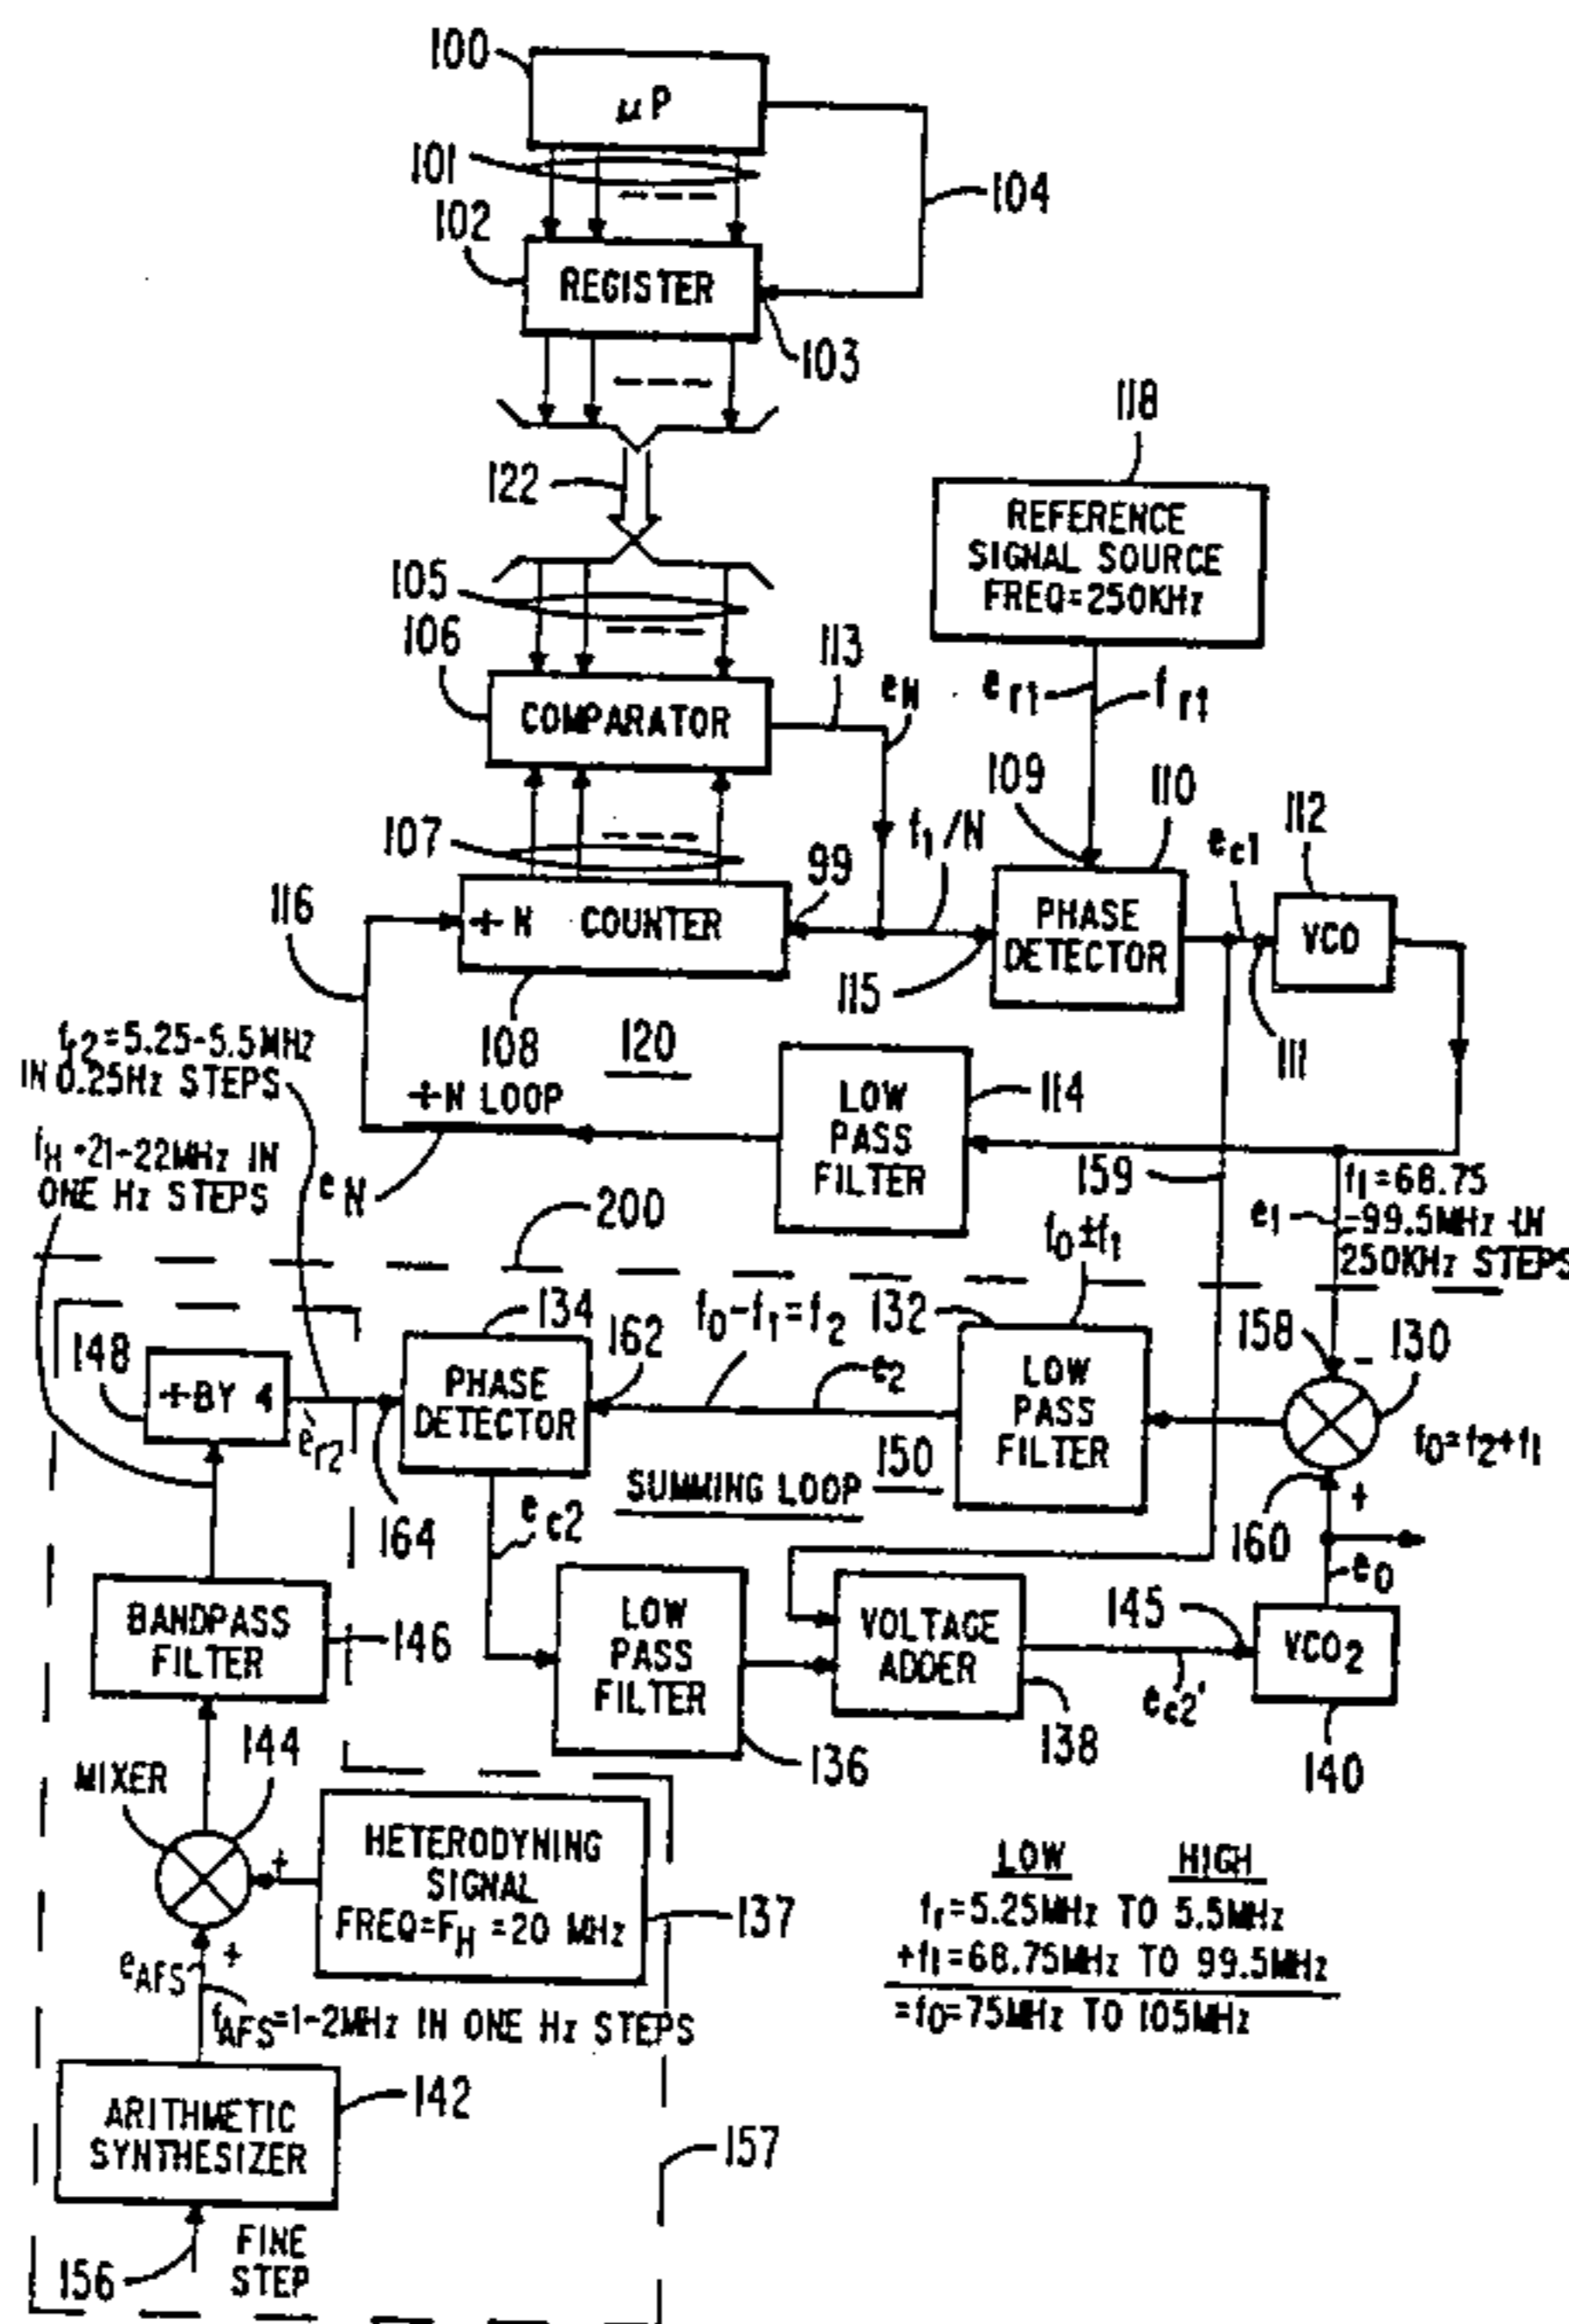 100
μP
101
104
102
REGISTER
103
118
122
REFERENCE
SIGNAL SOURCE
FREQ=250KHz
105
106
113
eN
er1
fr1
COMPARATOR
109
110
112
107
f1/N
ec1
99
116
÷N COUNTER
PHASE
DETECTOR
VCO
115
111
108
120
fr2=5.25-5.5MHz
IN 0.25Hz STEPS
÷N LOOP
LOW
PASS
FILTER
114
fH=21-22MHz IN
ONE Hz STEPS
eN
159
f1=68.75
-99.5MHz IN
250KHz STEPS
e1
200
f0±f1
134
162
f0-f1=f2
132
158
130
148
÷BY 4
PHASE
DETECTOR
e2
LOW
PASS
FILTER
-
f0=f2+f1
er2
SUMMING LOOP
150
164
ec2
160
+
e0
BANDPASS
FILTER
146
LOW
PASS
FILTER
VOLTAGE
ADDER
145
VCO2
ec2'
144
136
138
140
MIXER
+
HETERODYNING
SIGNAL
FREQ=FH=20 MHz
137
LOW HIGH
fr=5.25MHz TO 5.5MHz
+f1=68.75MHz TO 99.5MHz
=f0=75MHz TO 105MHz
eAFS
+
fAFS=1-2MHz IN ONE Hz STEPS
ARITHMETIC
SYNTHESIZER
142
157
156
FINE
STEP